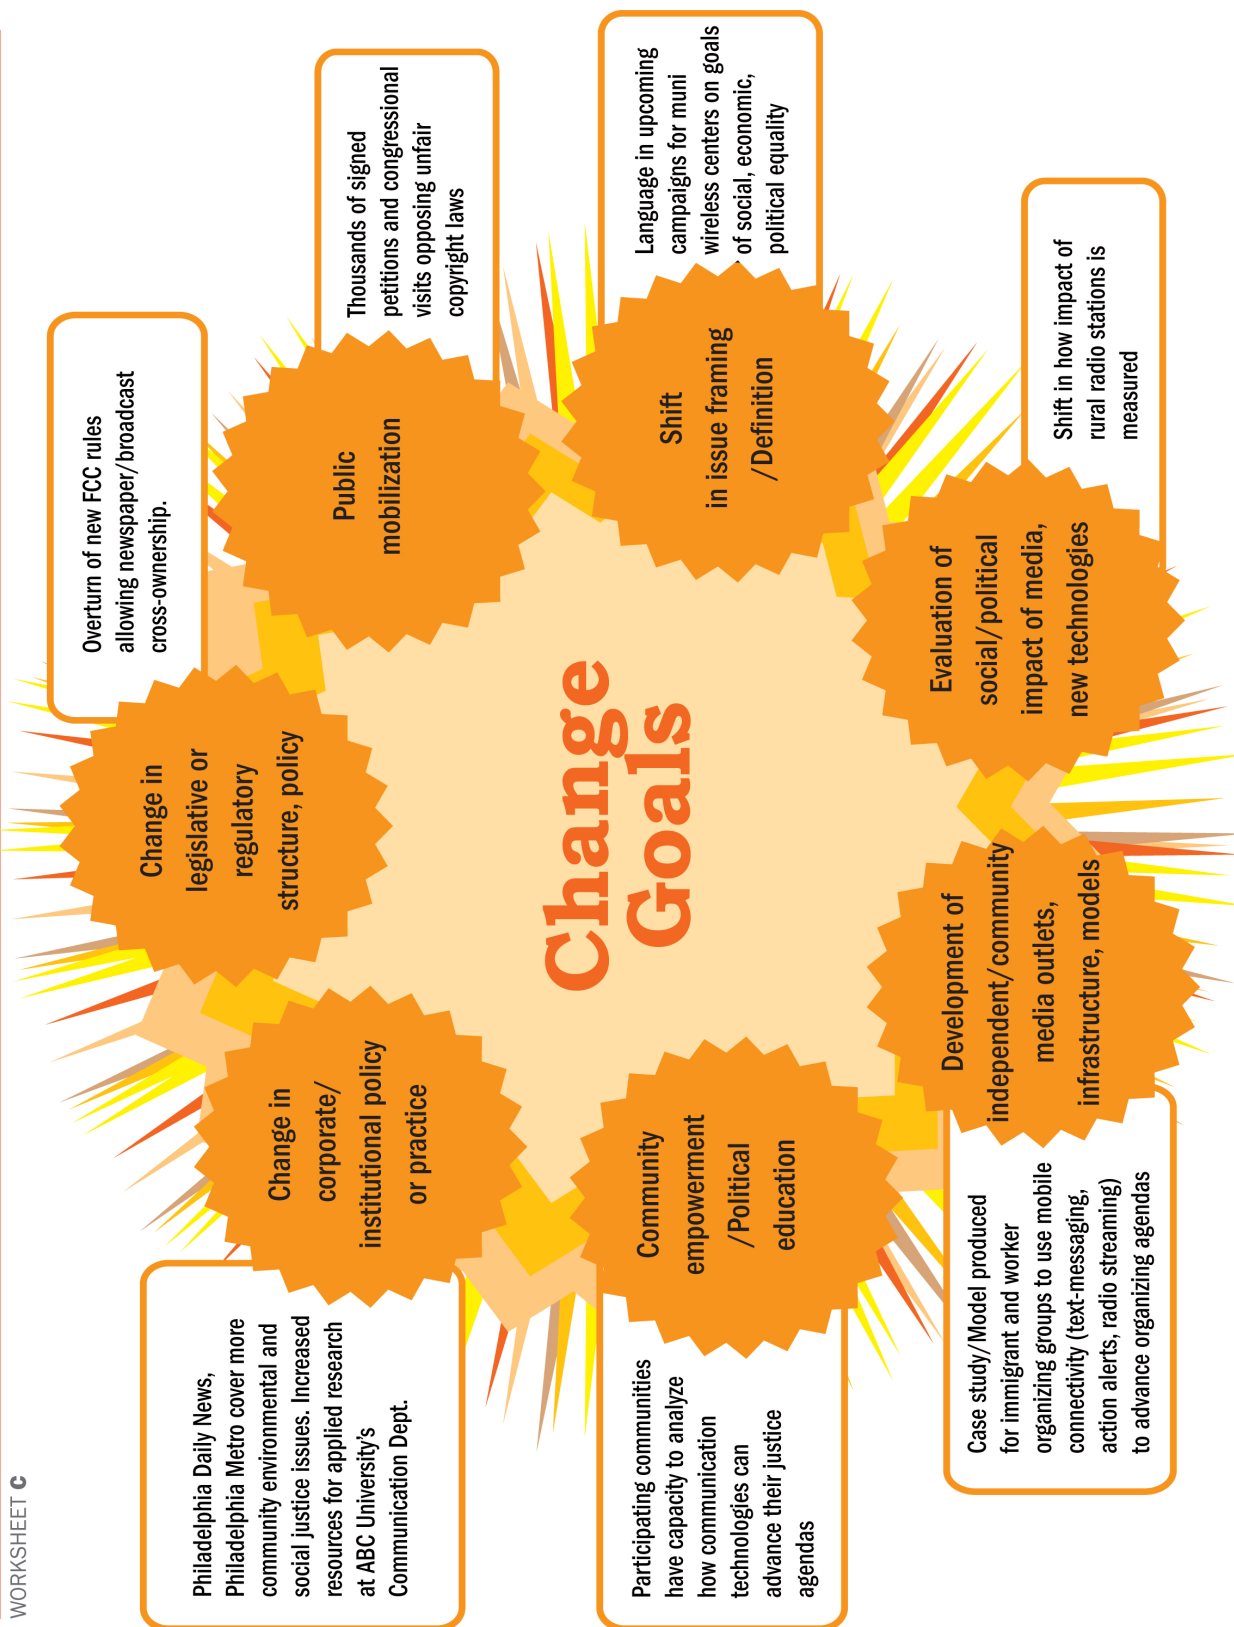 WORKSHEET C
Change
Goals
Change in
legislative or
regulatory
structure, policy
Overturn of new FCC rules
allowing newspaper/broadcast
cross-ownership.
Public
mobilization
Thousands of signed
petitions and congressional
visits opposing unfair
copyright laws
Shift
in issue framing
/Definition
Language in upcoming
campaigns for muni
wireless centers on goals
of social, economic,
political equality
Evaluation of
social/political
impact of media,
new technologies
Shift in how impact of
rural radio stations is
measured
Development of
independent/community
media outlets,
infrastructure, models
Case study/Model produced
for immigrant and worker
organizing groups to use mobile
connectivity (text-messaging,
action alerts, radio streaming)
to advance organizing agendas
Community
empowerment
/Political
education
Participating communities
have capacity to analyze
how communication
technologies can
advance their justice
agendas
Change in
corporate/
institutional policy
or practice
Philadelphia Daily News,
Philadelphia Metro cover more
community environmental and
social justice issues. Increased
resources for applied research
at ABC University's
Communication Dept.